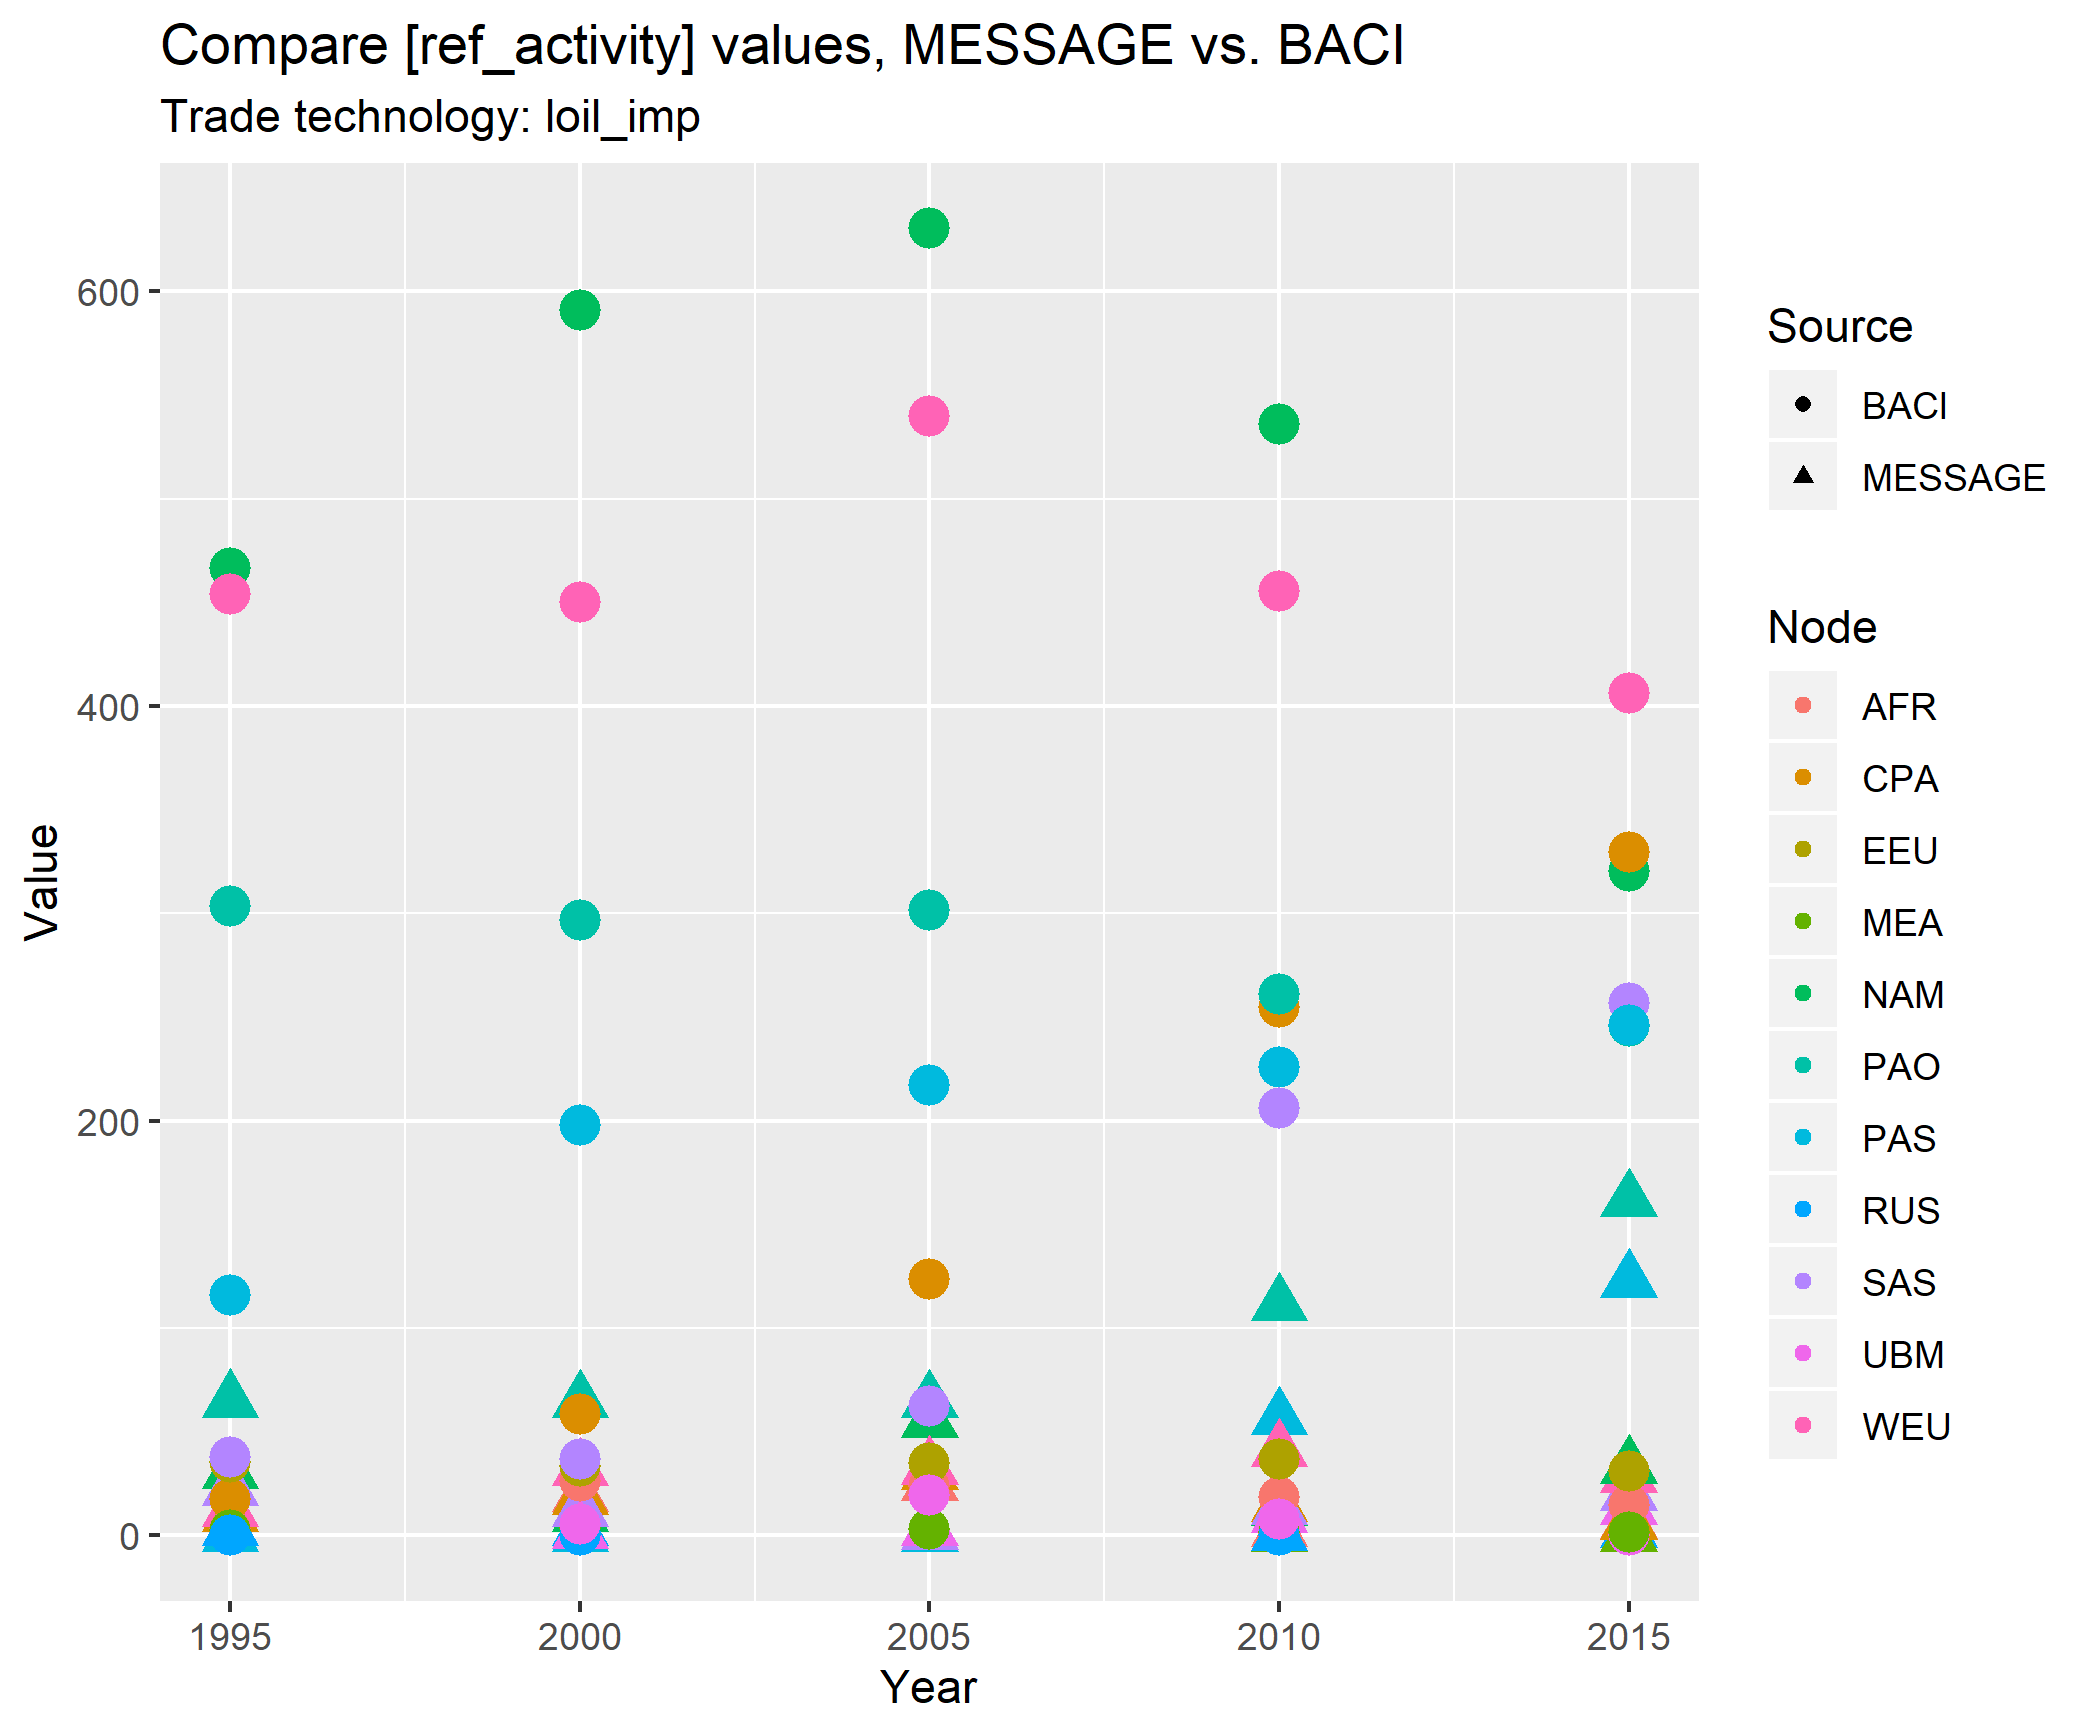 Compare [ref_activity] values, MESSAGE vs. BACI
Trade technology: loil_imp
Value
600
400
200
0
1995
2000
2005
2010
2015
Year
Source
BACI
MESSAGE
Node
AFR
CPA
EEU
MEA
NAM
PAO
PAS
RUS
SAS
UBM
WEU